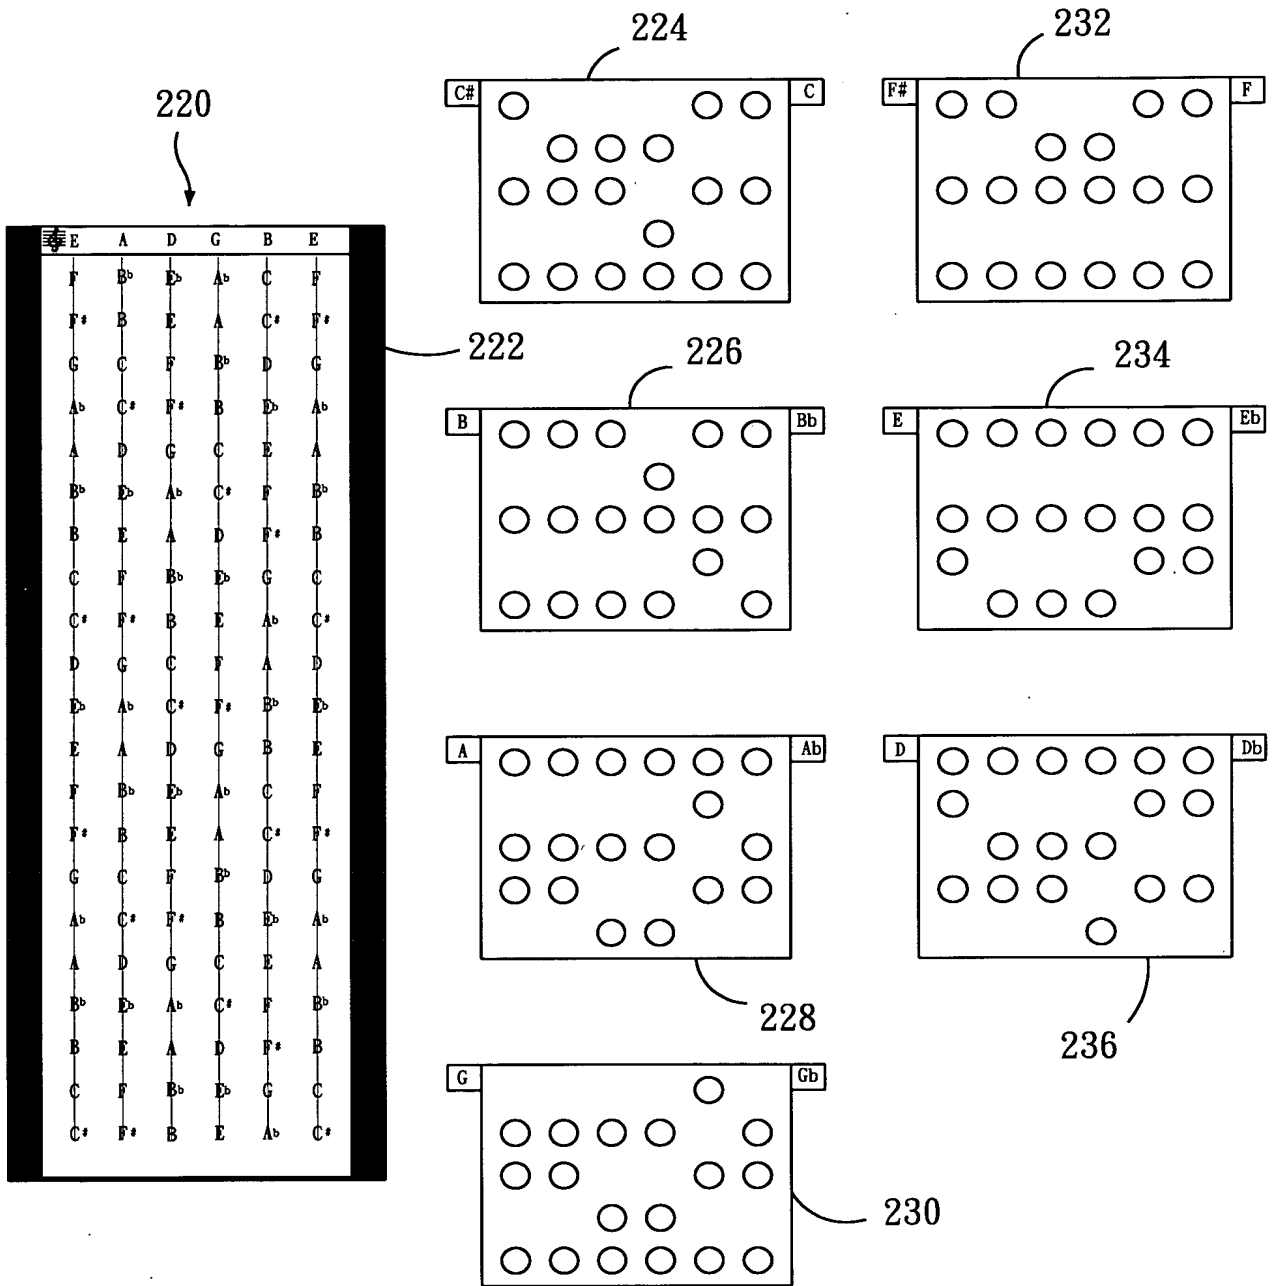 220
E A D G B E
F Bb Eb Ab C F
F# B E A C# F#
G C F Bb D G
Ab C# F# B Eb Ab
A D G C E A
Bb Eb Ab C# F Bb
B E A D F# B
C F Bb Eb G C
C# F# B E Ab C#
D G C F A D
Eb Ab C# F# Bb Eb
E A D G B E
F Bb Eb Ab C F
F# B E A C# F#
G C F Bb D G
Ab C# F# B Eb Ab
A D G C E A
Bb Eb Ab C# F Bb
B E A D F# B
C F Bb Eb G C
C# F# B E Ab C#
222
224
C# C
226
B Bb
A Ab
228
G Gb
230
232
F# F
234
E Eb
D Db
236